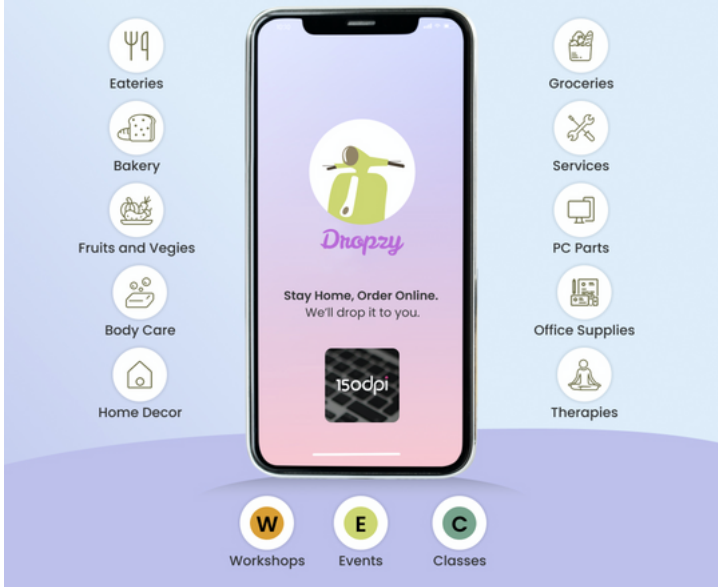 Eateries
Bakery
Fruits and Vegies
Body Care
Home Decor
Dropzy
Stay Home, Order Online.
We'll drop it to you.
150dpi
Groceries
Services
PC Parts
Office Supplies
Therapies
W
E
C
Workshops
Events
Classes